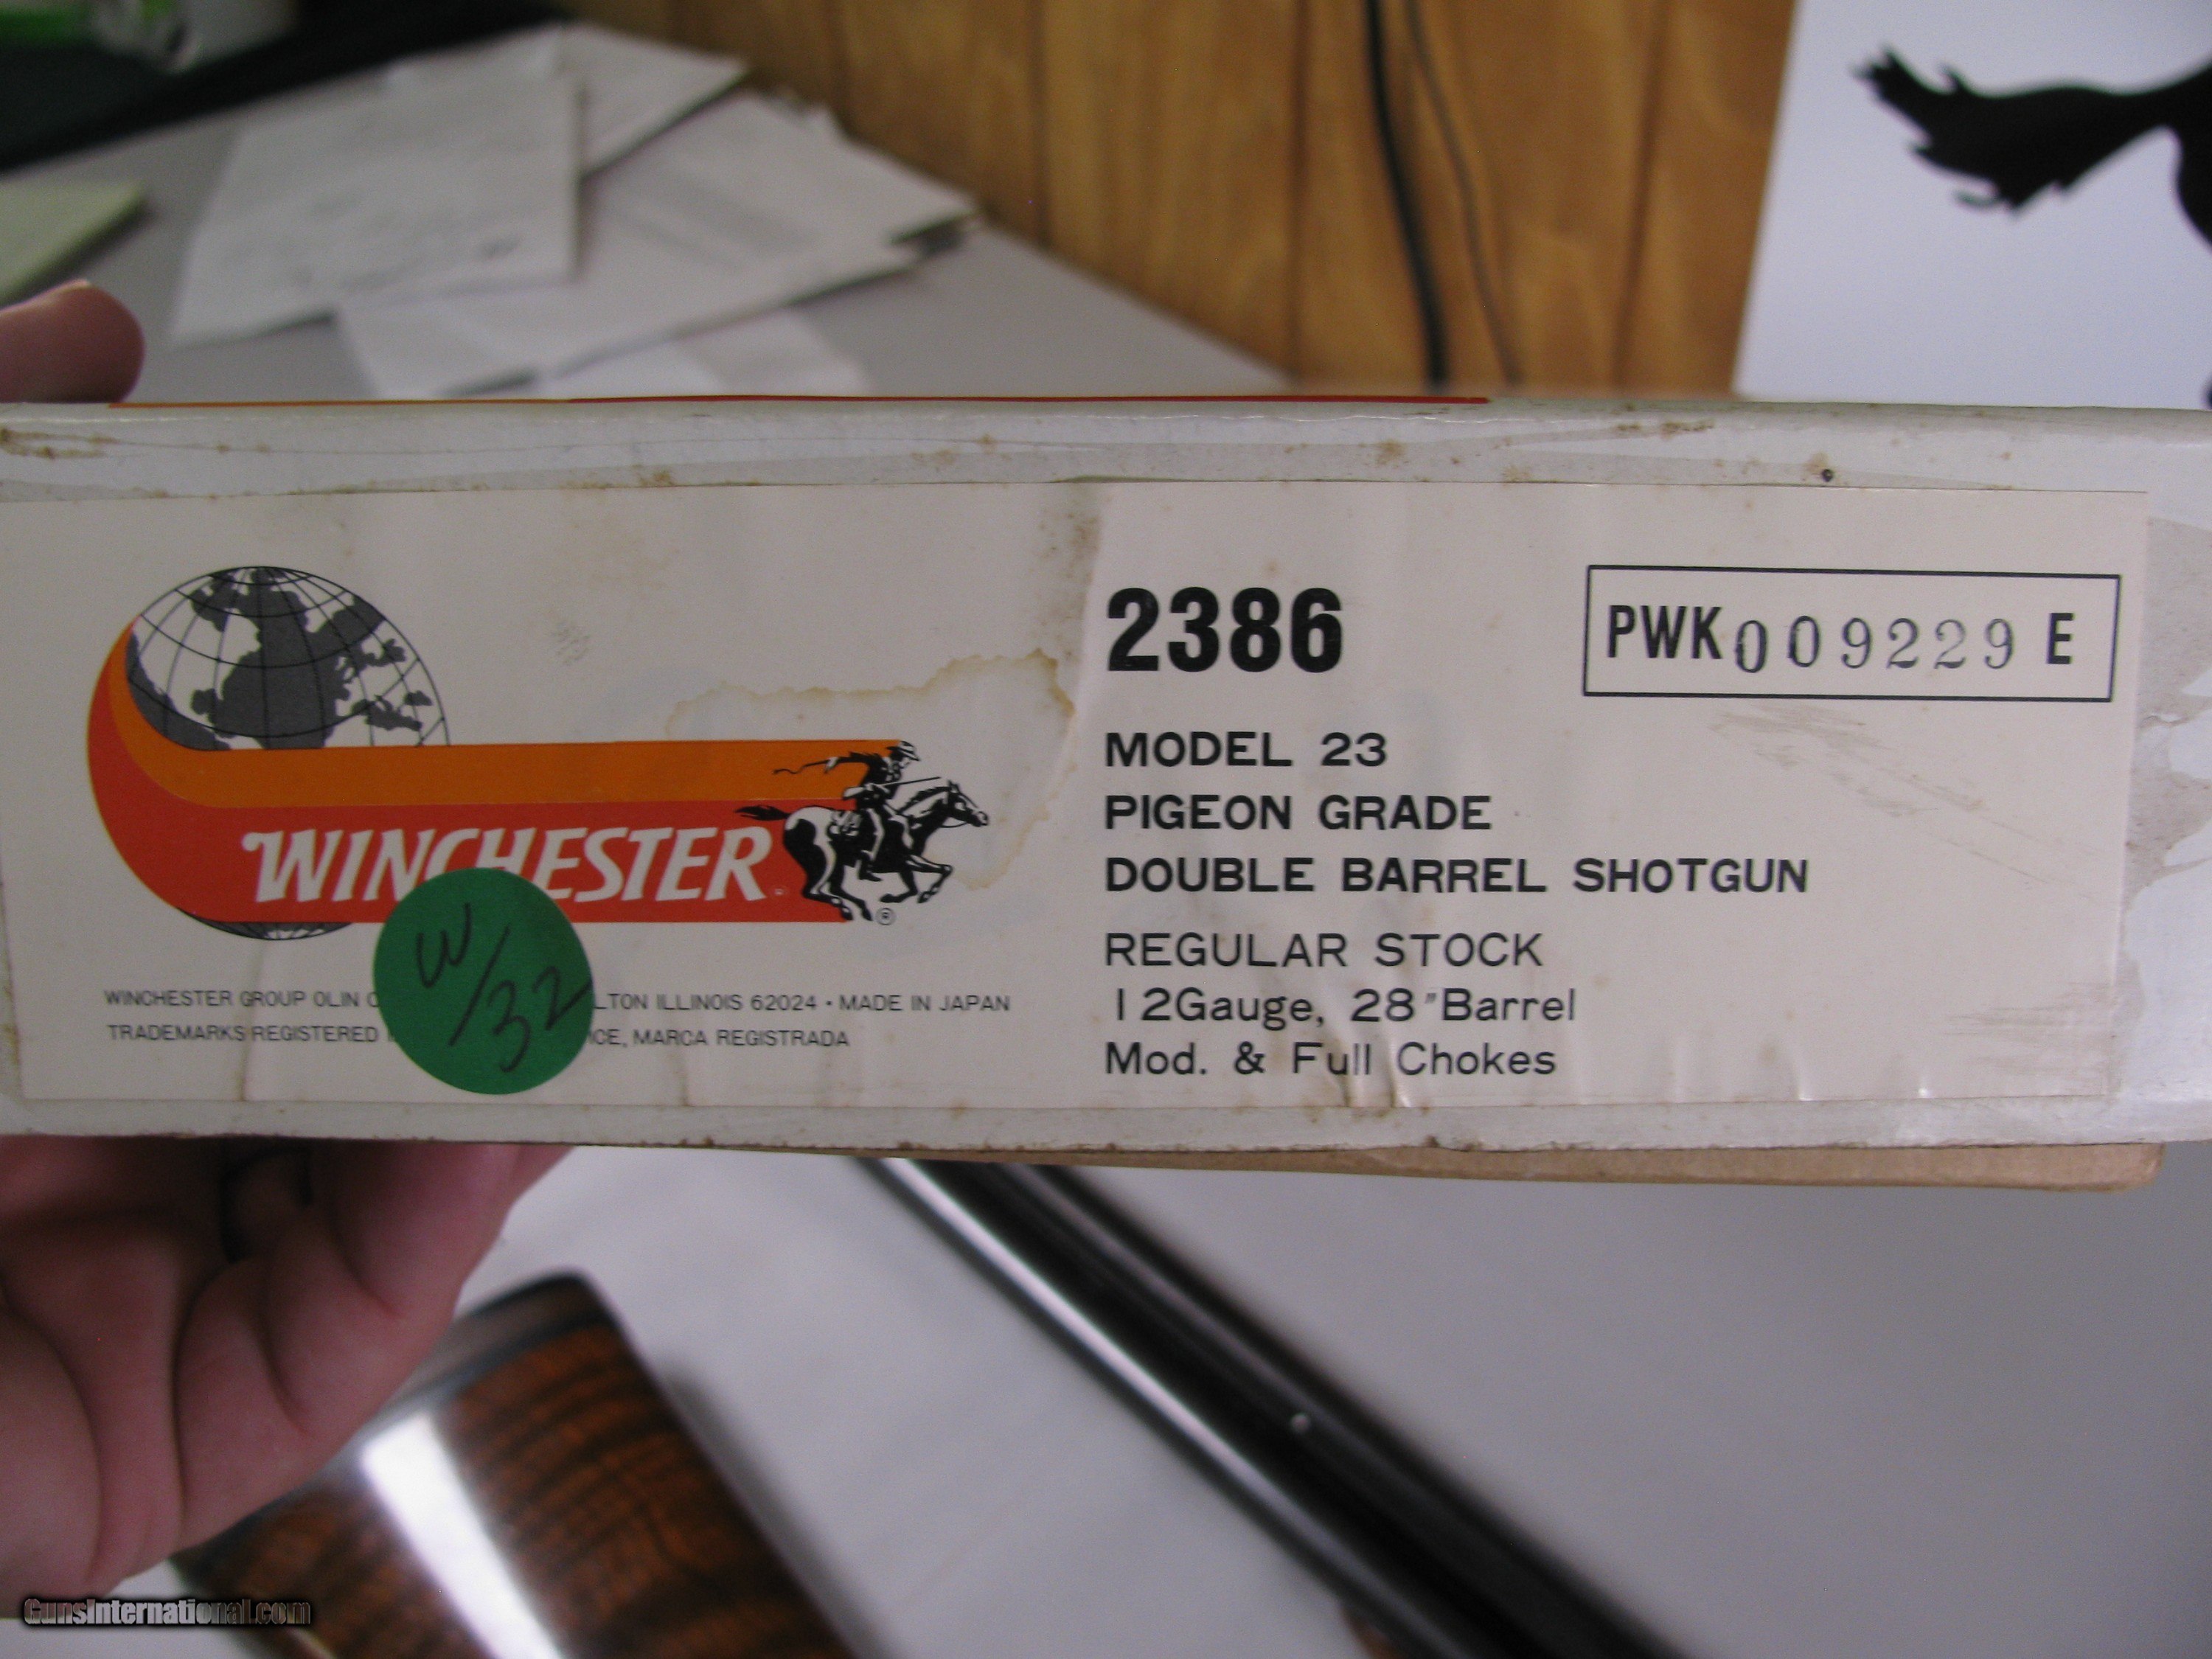 2386
PWK 009229 E
MODEL 23
PIGEON GRADE
DOUBLE BARREL SHOTGUN
REGULAR STOCK
12Gauge, 28"Barrel
Mod. & Full Chokes
WINCHESTER
®
W/32
WINCHESTER GROUP OLIN LTON ILLINOIS 62024 • MADE IN JAPAN
TRADEMARKS REGISTERED CE, MARCA REGISTRADA
GunsInternational.com